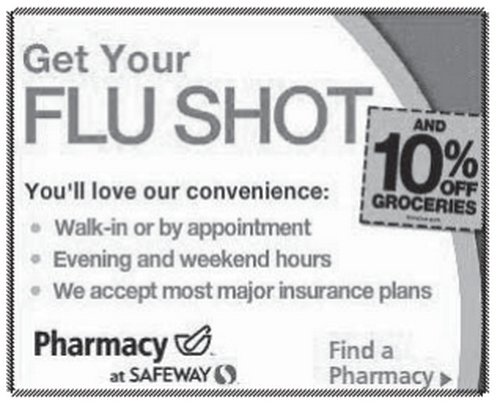 Get Your
FLU SHOT
AND
10%
OFF
GROCERIES
You'll love our convenience:
Walk-in or by appointment
Evening and weekend hours
We accept most major insurance plans
Pharmacy
at SAFEWAY
Find a
Pharmacy